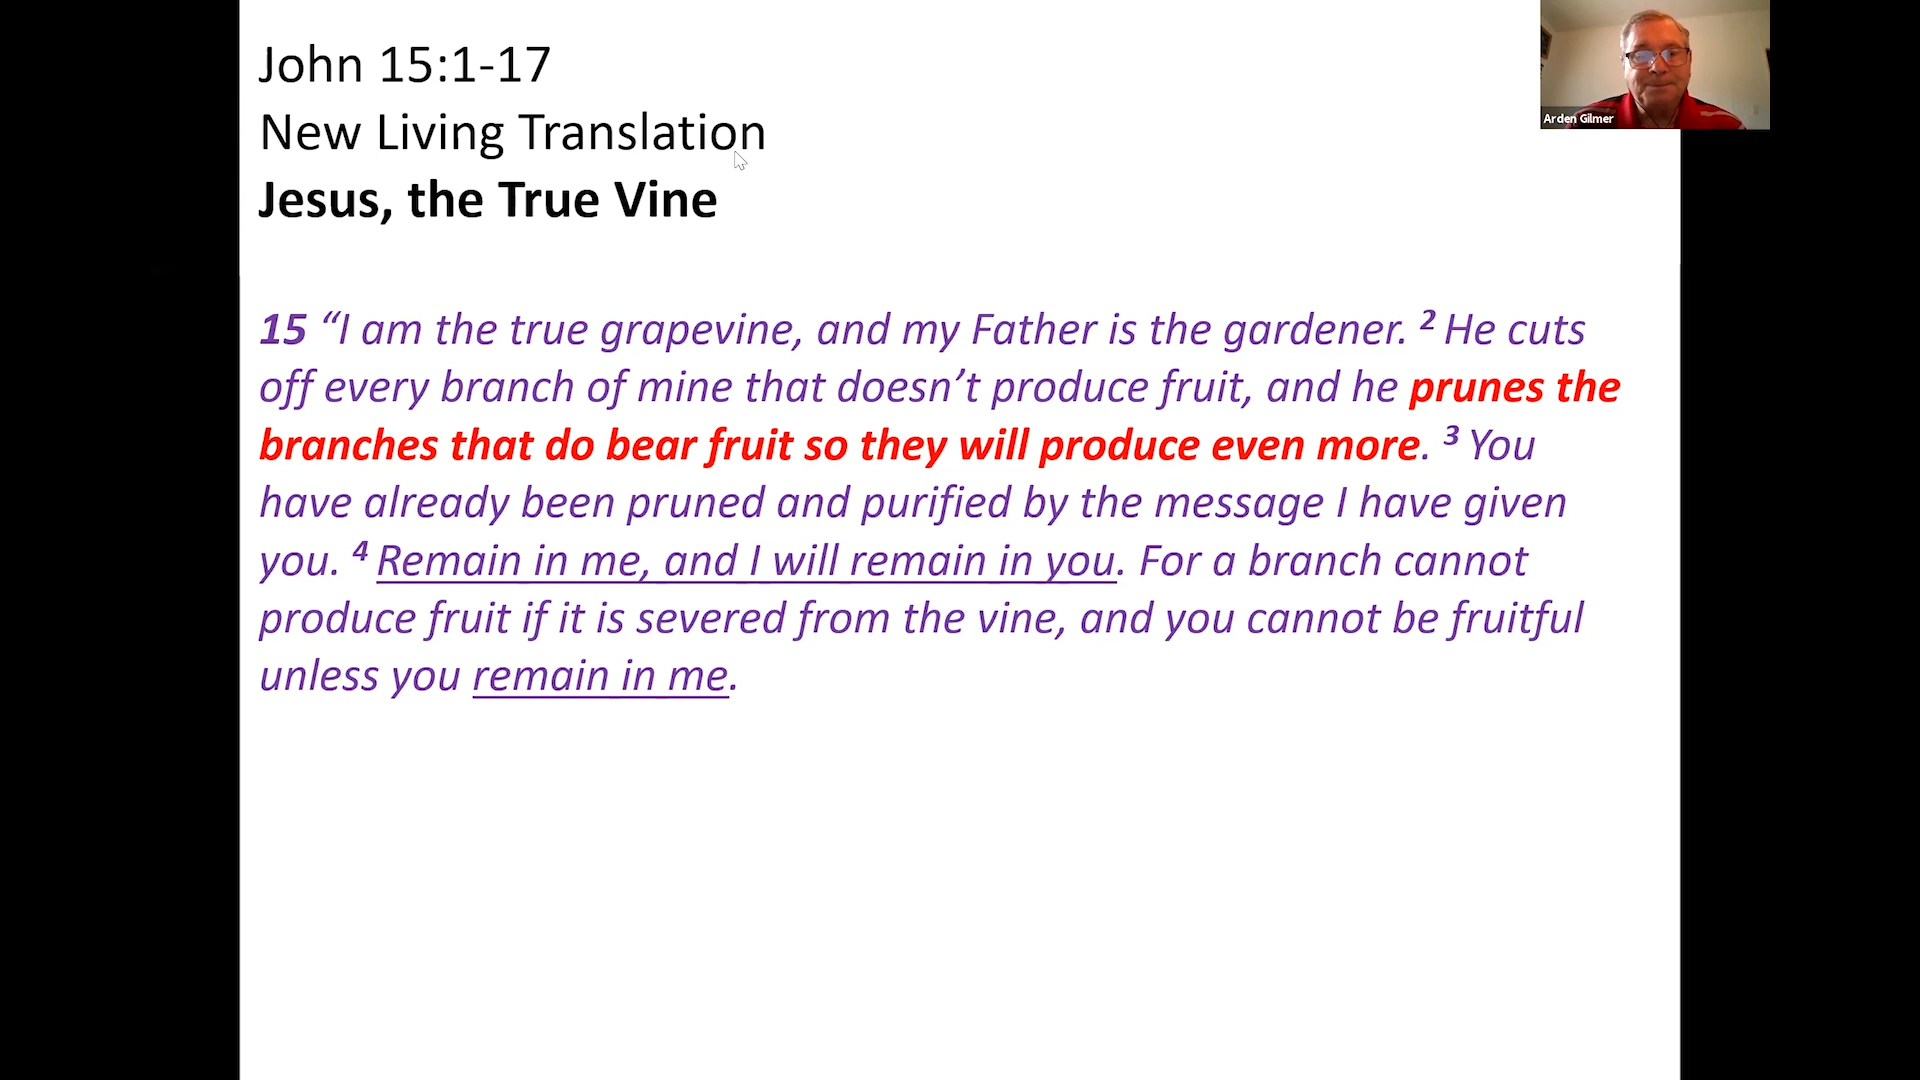 John 15:1-17
New Living Translation
Jesus, the True Vine
Arden Gilmer
15 “I am the true grapevine, and my Father is the gardener. 2 He cuts
off every branch of mine that doesn’t produce fruit, and he prunes the
branches that do bear fruit so they will produce even more. 3 You
have already been pruned and purified by the message I have given
you. 4 Remain in me, and I will remain in you. For a branch cannot
produce fruit if it is severed from the vine, and you cannot be fruitful
unless you remain in me.